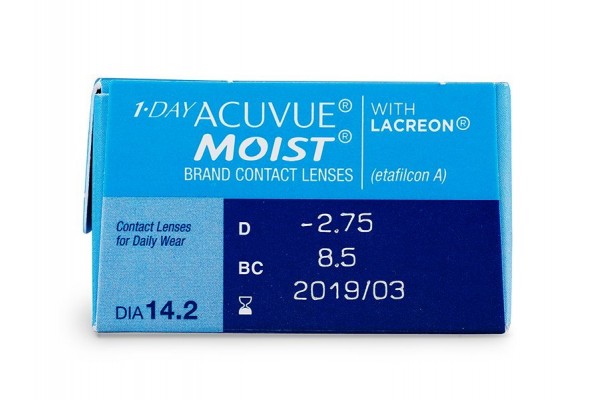 1·DAY ACUVUE®
MOIST®
BRAND CONTACT LENSES
WITH
LACREON®
(etafilcon A)
Contact Lenses
for Daily Wear
DIA 14.2
D -2.75
BC 8.5
2019/03